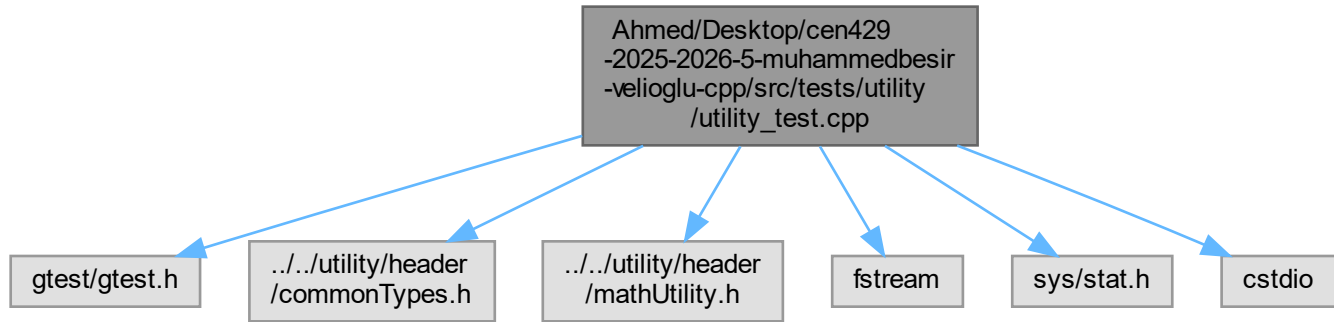 Ahmed/Desktop/cen429
-2025-2026-5-muhammedbesir
-velioglu-cpp/src/tests/utility
/utility_test.cpp
gtest/gtest.h
../../utility/header
/commonTypes.h
../../utility/header
/mathUtility.h
fstream
sys/stat.h
cstdio